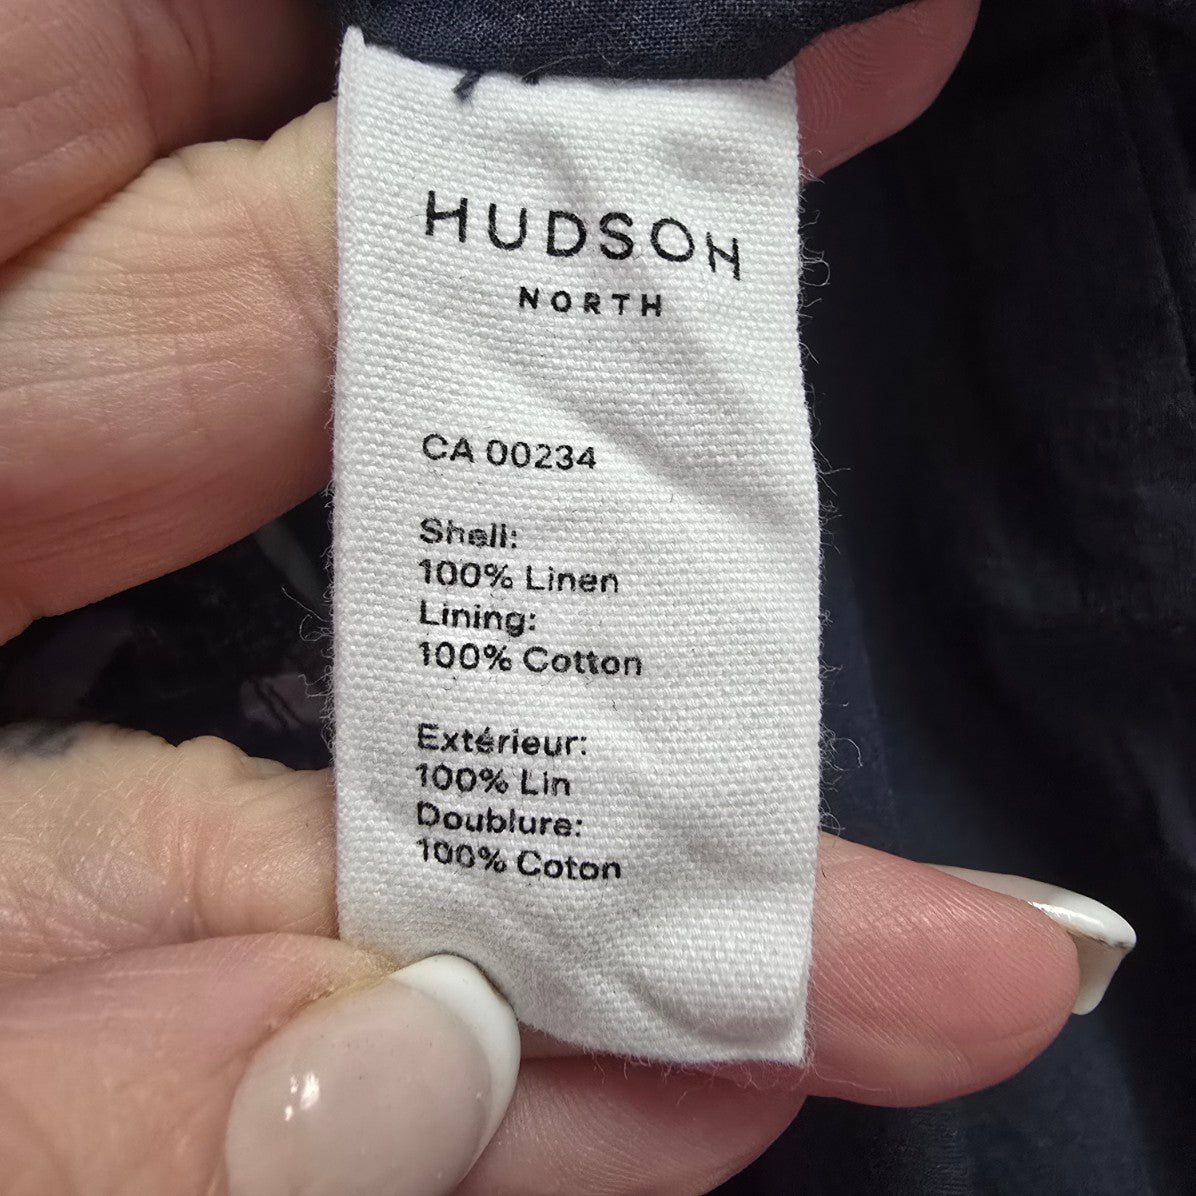 HUDSON
NORTH
CA 00234
Shell:
100% Linen
Lining:
100% Cotton
Extérieur:
100% Lin
Doublure:
100% Coton